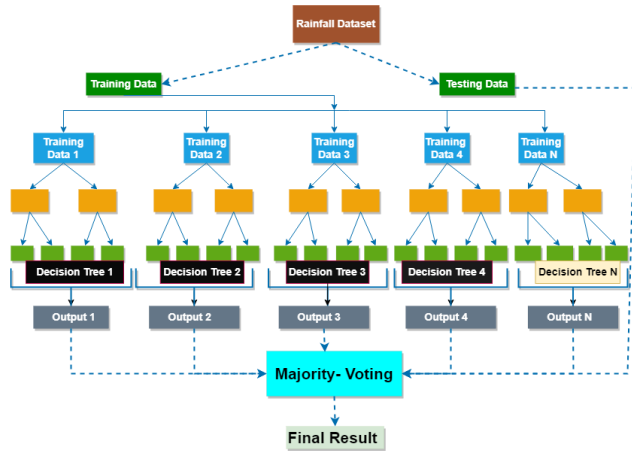 Rainfall Dataset
Training Data
Testing Data
Training
Data 1
Training
Data 2
Training
Data 3
Training
Data 4
Training
Data N
Decision Tree 1
Decision Tree 2
Decision Tree 3
Decision Tree 4
Decision Tree N
Output 1
Output 2
Output 3
Output 4
Output N
Majority- Voting
Final Result